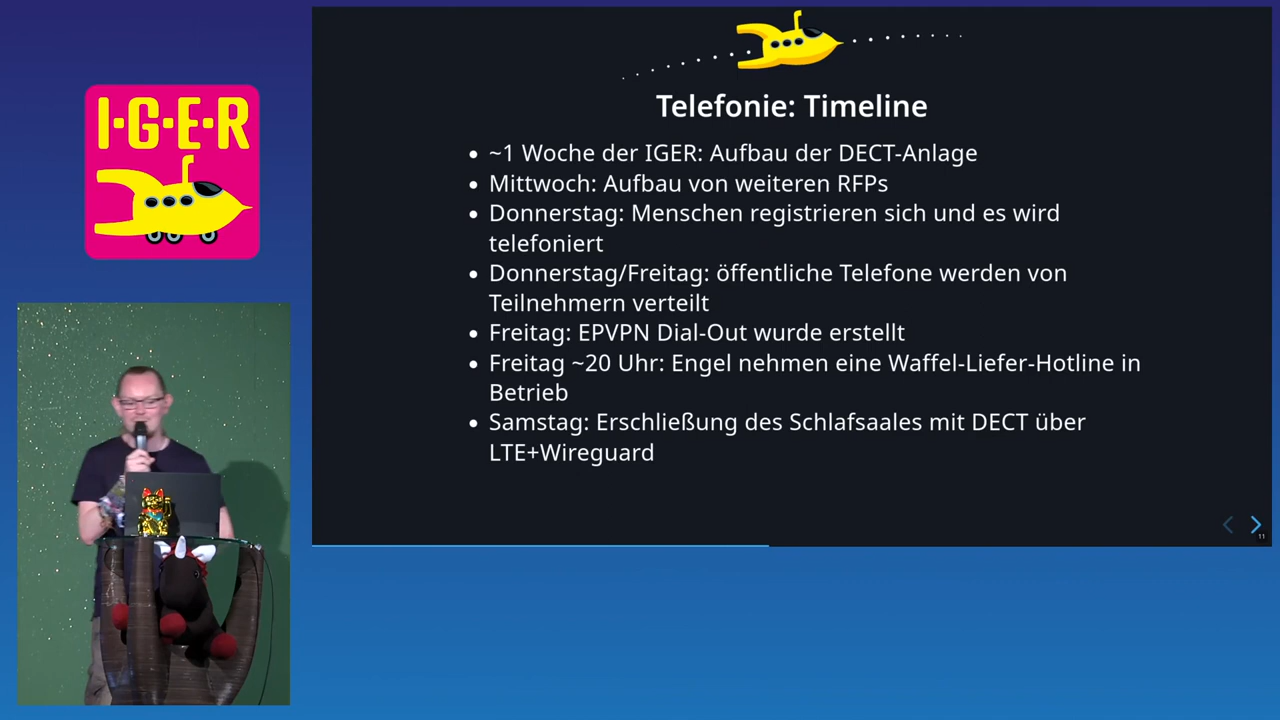 I·G·E·R
Telefonie: Timeline
~1 Woche der IGER: Aufbau der DECT-Anlage
Mittwoch: Aufbau von weiteren RFPs
Donnerstag: Menschen registrieren sich und es wird
telefoniert
Donnerstag/Freitag: öffentliche Telefone werden von
Teilnehmern verteilt
Freitag: EPVPN Dial-Out wurde erstellt
Freitag ~20 Uhr: Engel nehmen eine Waffel-Liefer-Hotline in
Betrieb
Samstag: Erschließung des Schlafsaales mit DECT über
LTE+Wireguard
11